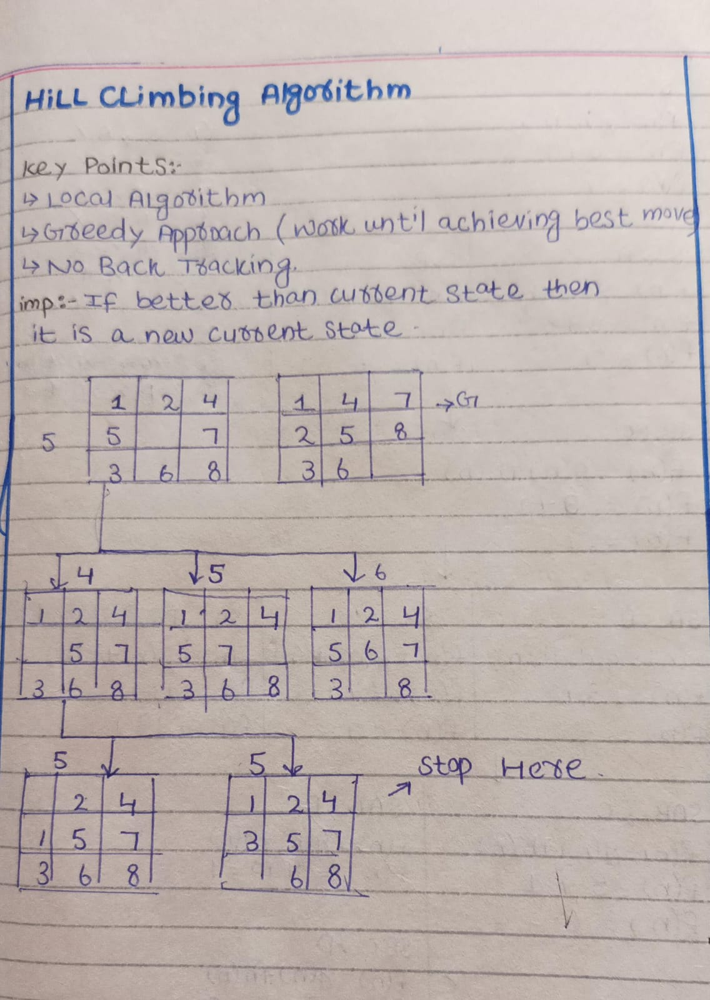 HiLL CLimbing Algorithm
Key Points:-
↳ Local Algorithm
↳ Greedy Approach (work until achieving best move
↳ No Back Tracking.
imp:- If better than current state then
it is a new current state.
1 2 4
1 4 7 → G
5
5 7
2 5 8
3 6 8
3 6
4 5 6
1 2 4
1 2 4
1 2 4
5 7
5 7
5 6 7
3 6 8
3 6 8
3 8
5 5 Stop Here.
2 4
1 2 4
1 5 7
3 5 7
3 6 8
6 8